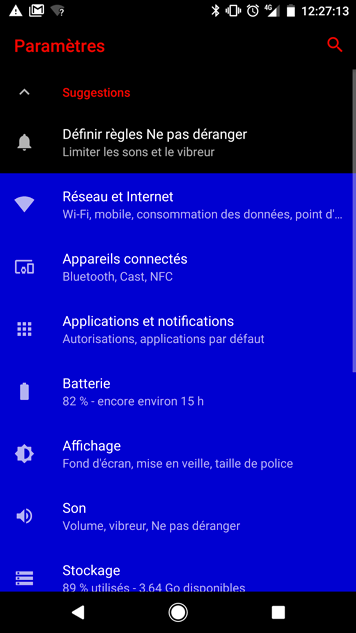 4G 12:27:13
Paramètres
Suggestions
Définir règles Ne pas déranger
Limiter les sons et le vibreur
Réseau et Internet
Wi-Fi, mobile, consommation des données, point d'...
Appareils connectés
Bluetooth, Cast, NFC
Applications et notifications
Autorisations, applications par défaut
Batterie
82 % - encore environ 15 h
Affichage
Fond d'écran, mise en veille, taille de police
Son
Volume, vibreur, Ne pas déranger
Stockage
89 % utilisés - 3,64 Go disponibles